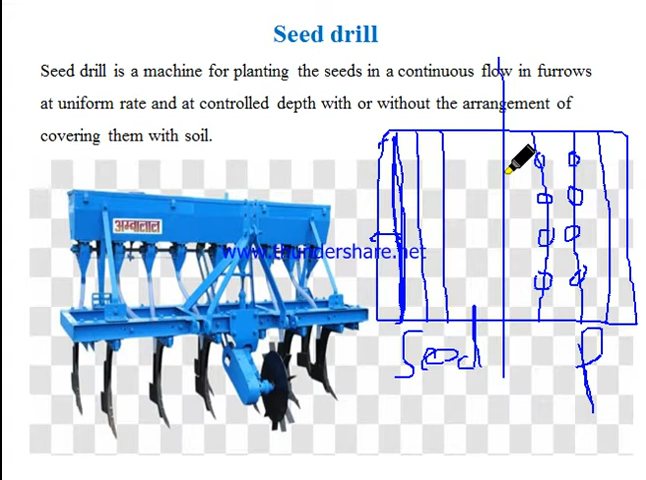 Seed drill
Seed drill is a machine for planting the seeds in a continuous flow in furrows
at uniform rate and at controlled depth with or without the arrangement of
covering them with soil.
अम्बालाल
www.thundershare.net
Seed P